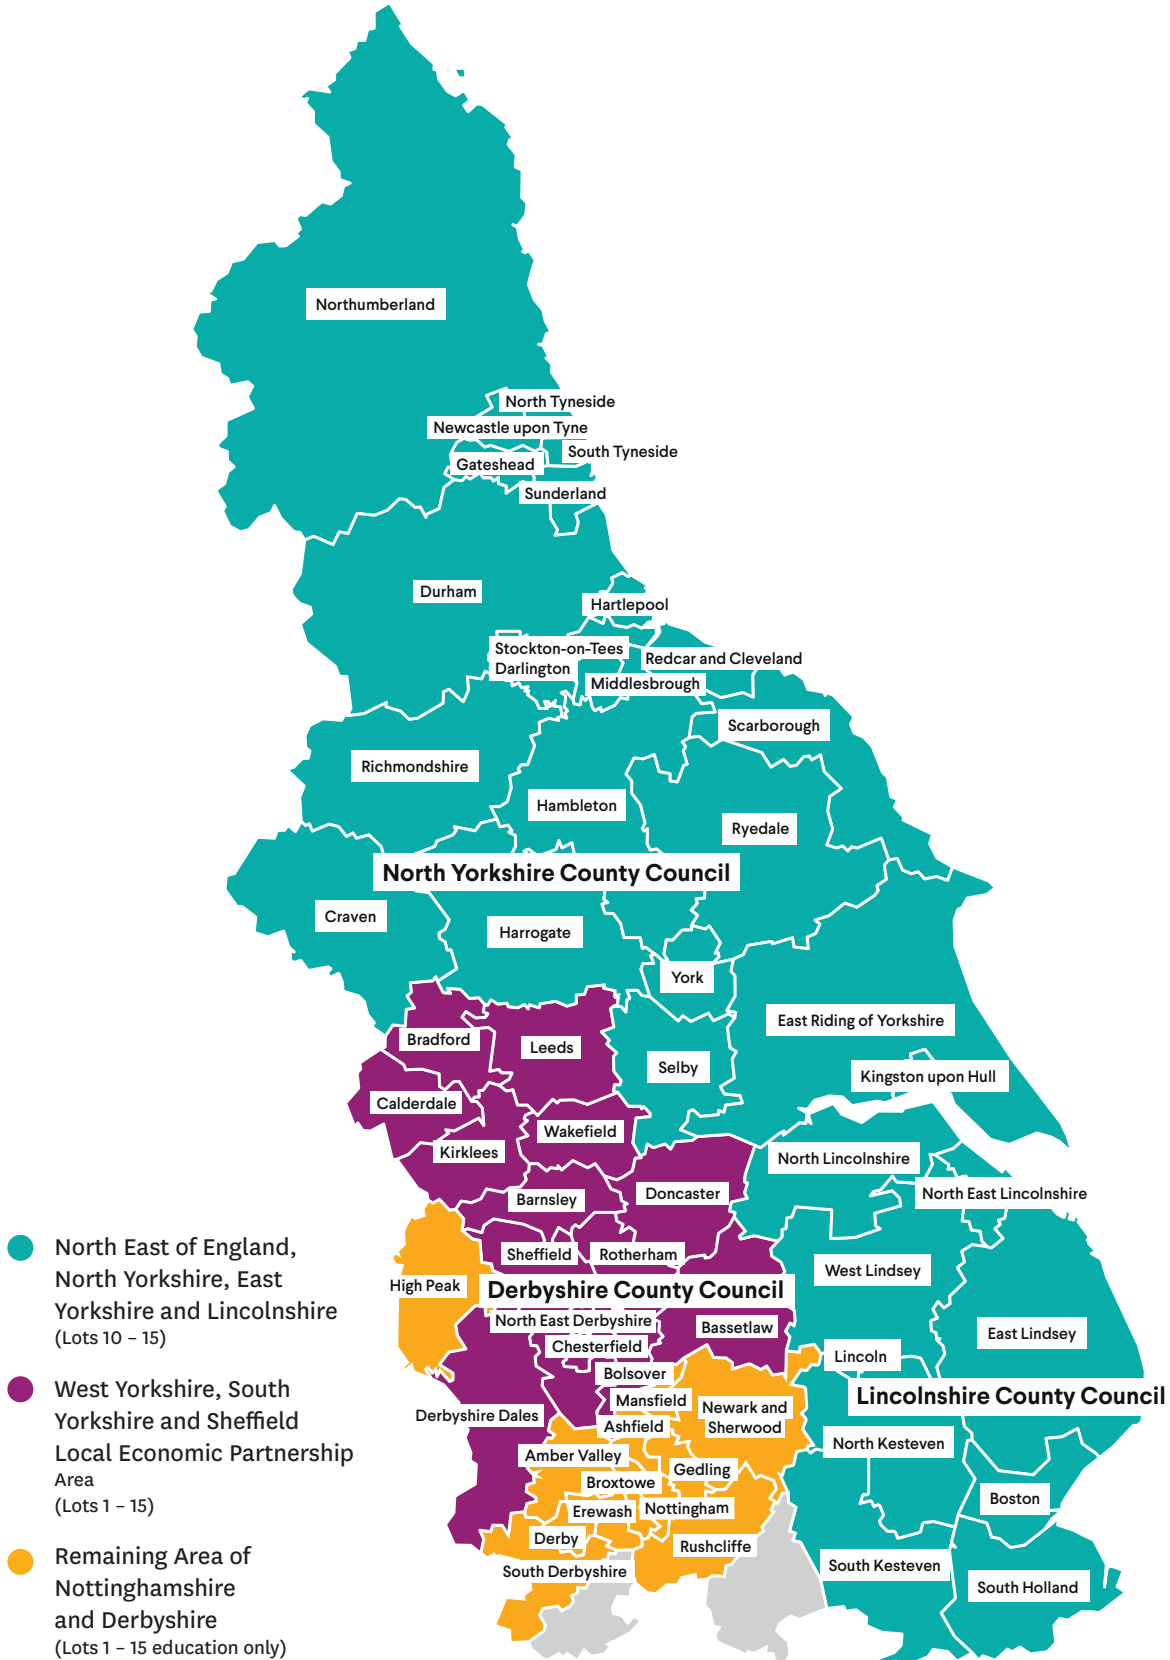 Northumberland
North Tyneside
Newcastle upon Tyne
South Tyneside
Gateshead
Sunderland
Durham
Hartlepool
Stockton-on-Tees
Darlington
Redcar and Cleveland
Middlesbrough
Scarborough
Richmondshire
Hambleton
Ryedale
North Yorkshire County Council
Craven
Harrogate
York
East Riding of Yorkshire
Bradford
Leeds
Selby
Kingston upon Hull
Calderdale
Wakefield
Kirklees
North Lincolnshire
Barnsley
Doncaster
North East Lincolnshire
Sheffield
Rotherham
West Lindsey
High Peak
Derbyshire County Council
North East Derbyshire
Bassetlaw
East Lindsey
Chesterfield
Lincoln
Bolsover
Lincolnshire County Council
Mansfield
Newark and
Sherwood
Derbyshire Dales
Ashfield
North Kesteven
Amber Valley
Gedling
Broxtowe
Boston
Erewash
Nottingham
Derby
Rushcliffe
South Derbyshire
South Kesteven
South Holland
North East of England,
North Yorkshire, East
Yorkshire and Lincolnshire
(Lots 10 – 15)
West Yorkshire, South
Yorkshire and Sheffield
Local Economic Partnership
Area
(Lots 1 – 15)
Remaining Area of
Nottinghamshire
and Derbyshire
(Lots 1 – 15 education only)